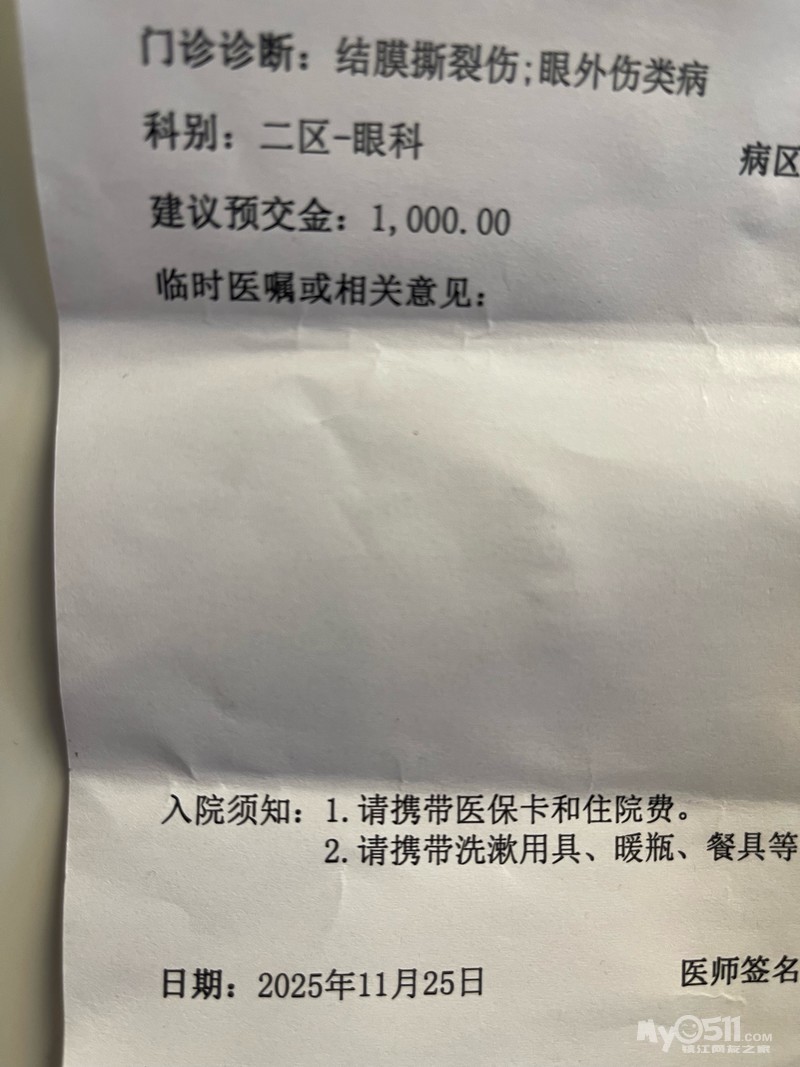 门诊诊断：结膜撕裂伤;眼外伤类病
科别：二区-眼科
病区
建议预交金：1,000.00
临时医嘱或相关意见：
入院须知：1.请携带医保卡和住院费。
2.请携带洗漱用具、暖瓶、餐具等
日期：2025年11月25日
医师签名
My0511.COM
镇江网友之家